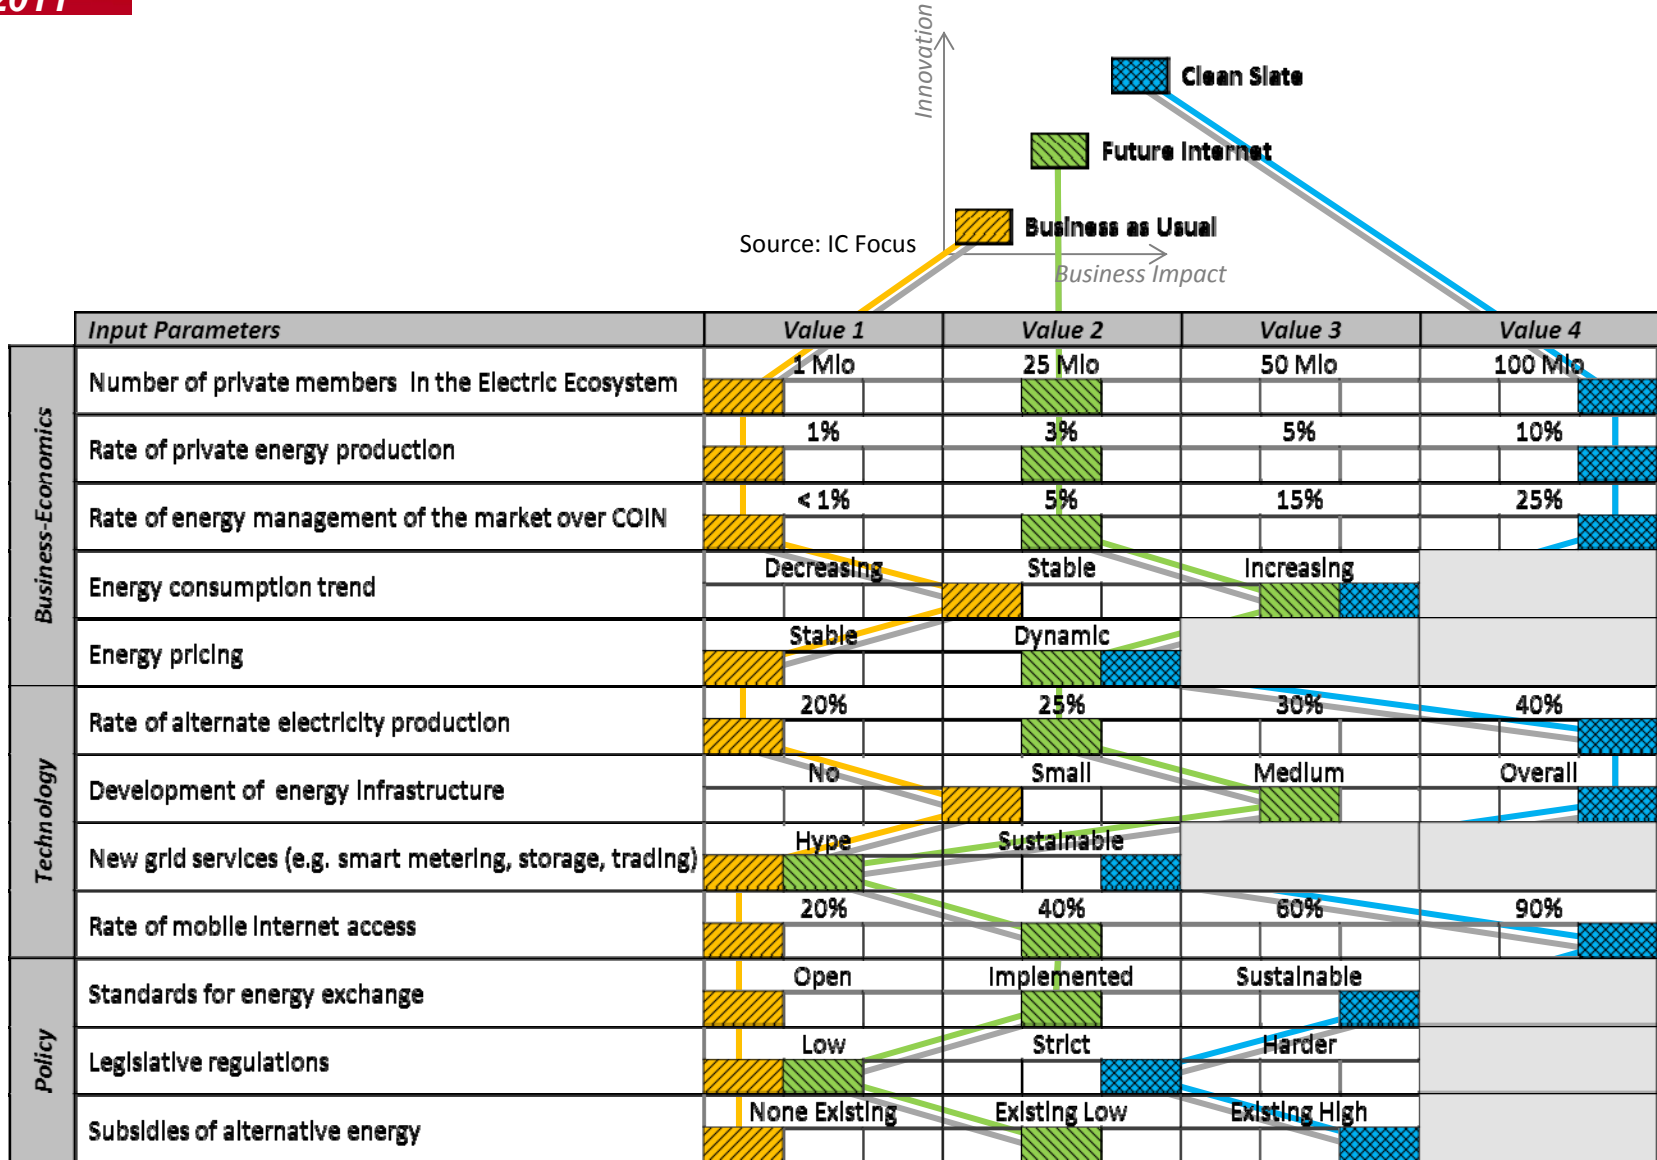 2011
Innovation
Clean Slate
Future Internet
Business as Usual
Source: IC Focus
Business Impact
Input Parameters Value 1 Value 2 Value 3 Value 4
Business-Economics
Number of private members in the Electric Ecosystem 1 Mlo 25 Mlo 50 Mlo 100 Mlo
Rate of private energy production 1% 3% 5% 10%
Rate of energy management of the market over COIN < 1% 5% 15% 25%
Energy consumption trend Decreasing Stable Increasing
Energy pricing Stable Dynamic
Technology
Rate of alternate electricity production 20% 25% 30% 40%
Development of energy infrastructure No Small Medium Overall
New grid services (e.g. smart metering, storage, trading) Hype Sustainable
Rate of mobile internet access 20% 40% 60% 90%
Policy
Standards for energy exchange Open Implemented Sustainable
Legislative regulations Low Strict Harder
Subsidies of alternative energy None Existing Existing Low Existing High